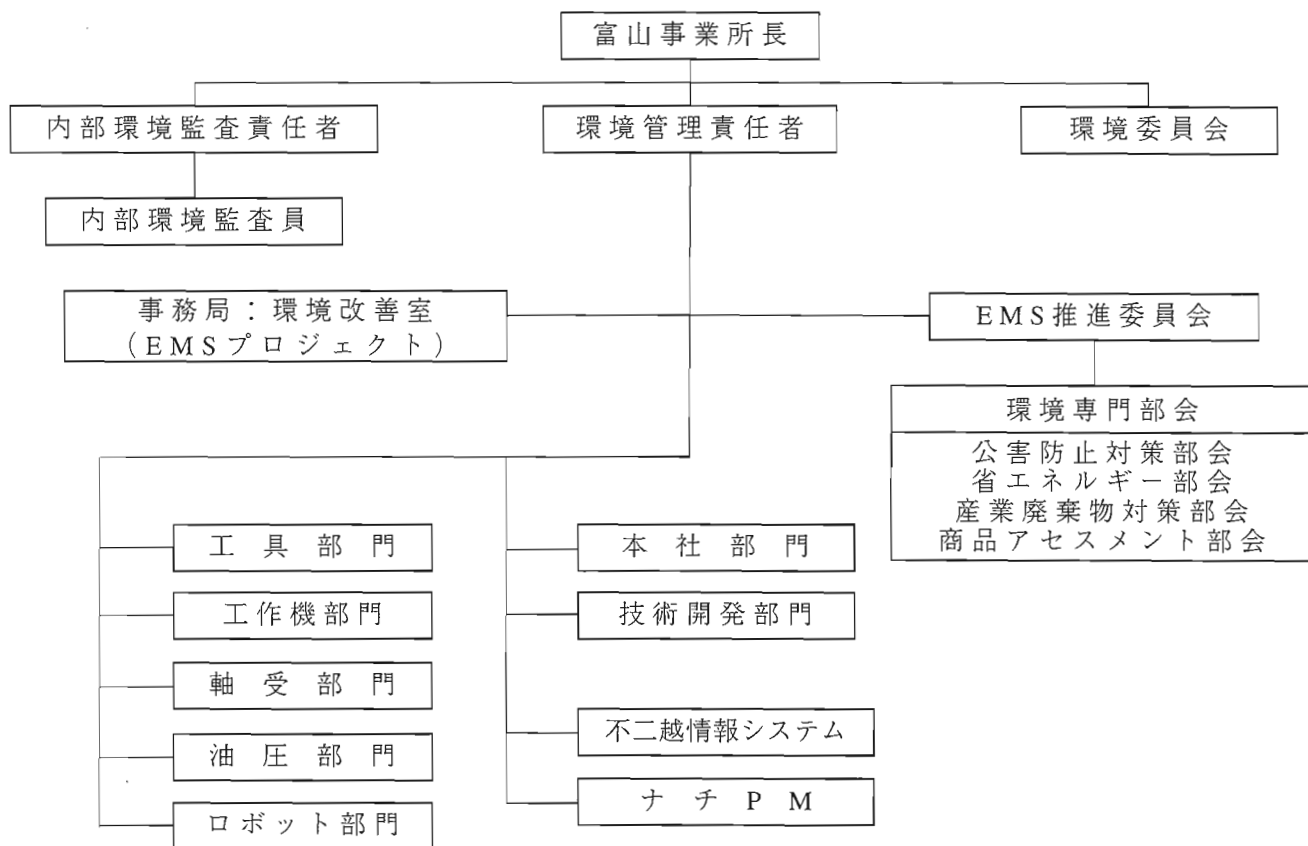 富山事業所長
内部環境監査責任者
環境管理責任者
環境委員会
内部環境監査員
事務局：環境改善室
（EMSプロジェクト）
EMS推進委員会
環境専門部会
公害防止対策部会
省エネルギー部会
産業廃棄物対策部会
商品アセスメント部会
工具部門
本社部門
工作機部門
技術開発部門
軸受部門
不二越情報システム
油圧部門
ナチPM
ロボット部門